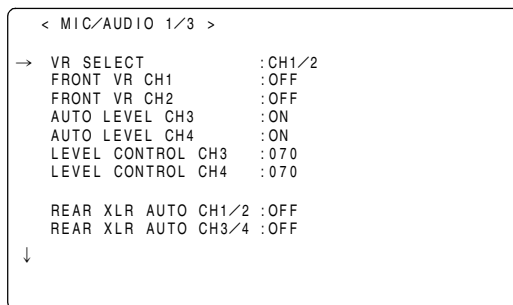 < MIC/AUDIO 1/3 >
→ VR SELECT :CH1/2
FRONT VR CH1 :OFF
FRONT VR CH2 :OFF
AUTO LEVEL CH3 :ON
AUTO LEVEL CH4 :ON
LEVEL CONTROL CH3 :070
LEVEL CONTROL CH4 :070
REAR XLR AUTO CH1/2 :OFF
REAR XLR AUTO CH3/4 :OFF
↓